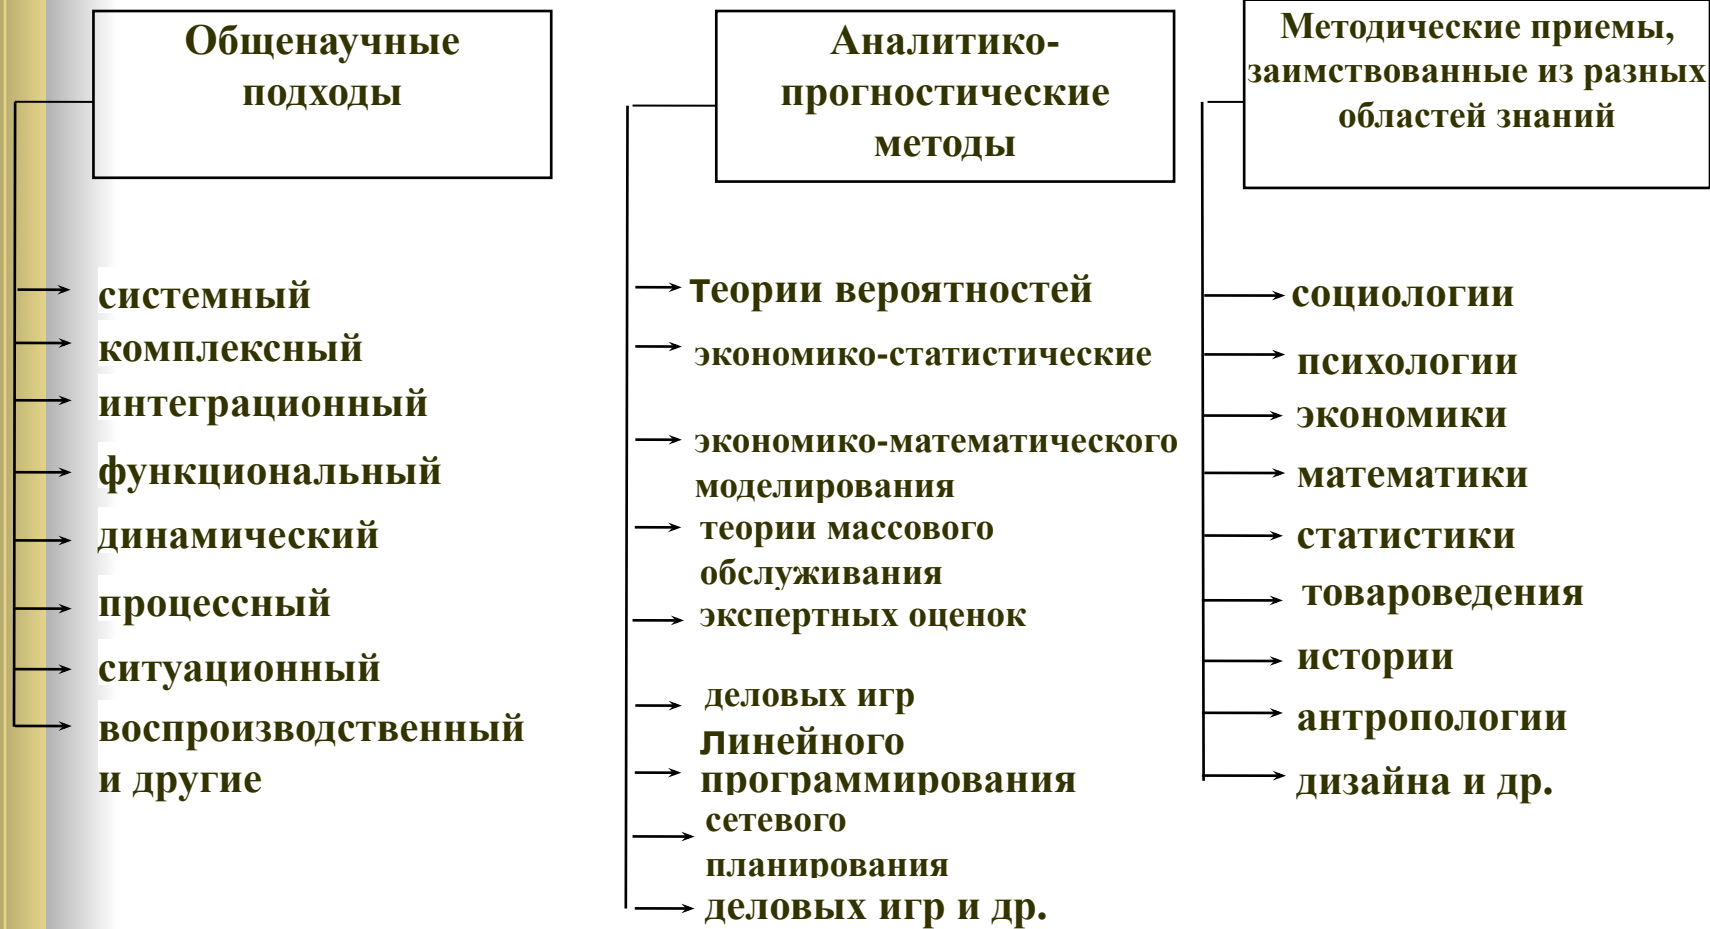 Общенаучные
подходы
системный
комплексный
интеграционный
функциональный
динамический
процессный
ситуационный
воспроизводственный
и другие
Аналитико-
прогностические
методы
теории вероятностей
экономико-статистические
экономико-математического
моделирования
теории массового
обслуживания
экспертных оценок
деловых игр
линейного
программирования
сетевого
планирования
деловых игр и др.
Методические приемы,
заимствованные из разных
областей знаний
социологии
психологии
экономики
математики
статистики
товароведения
истории
антропологии
дизайна и др.